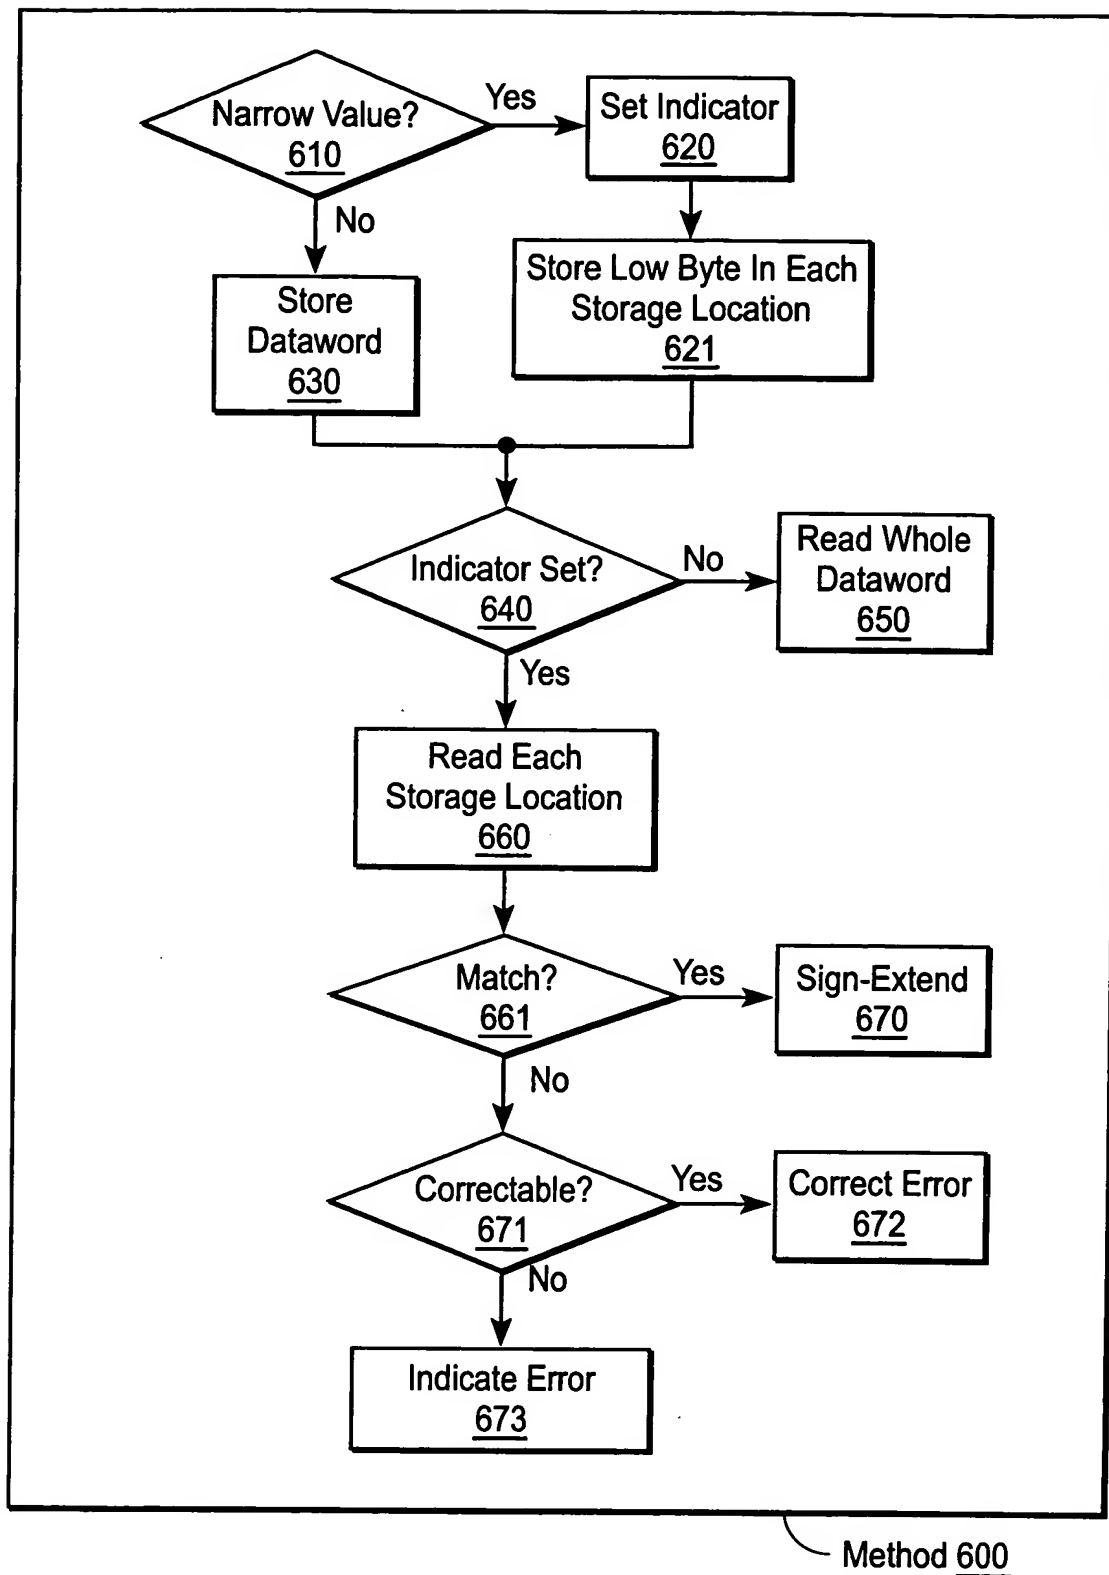 Narrow Value?
610
Yes
Set Indicator
620
No
Store
Dataword
630
Store Low Byte In Each
Storage Location
621
Indicator Set?
640
No
Read Whole
Dataword
650
Yes
Read Each
Storage Location
660
Match?
661
Yes
Sign-Extend
670
No
Correctable?
671
Yes
Correct Error
672
No
Indicate Error
673
Method 600